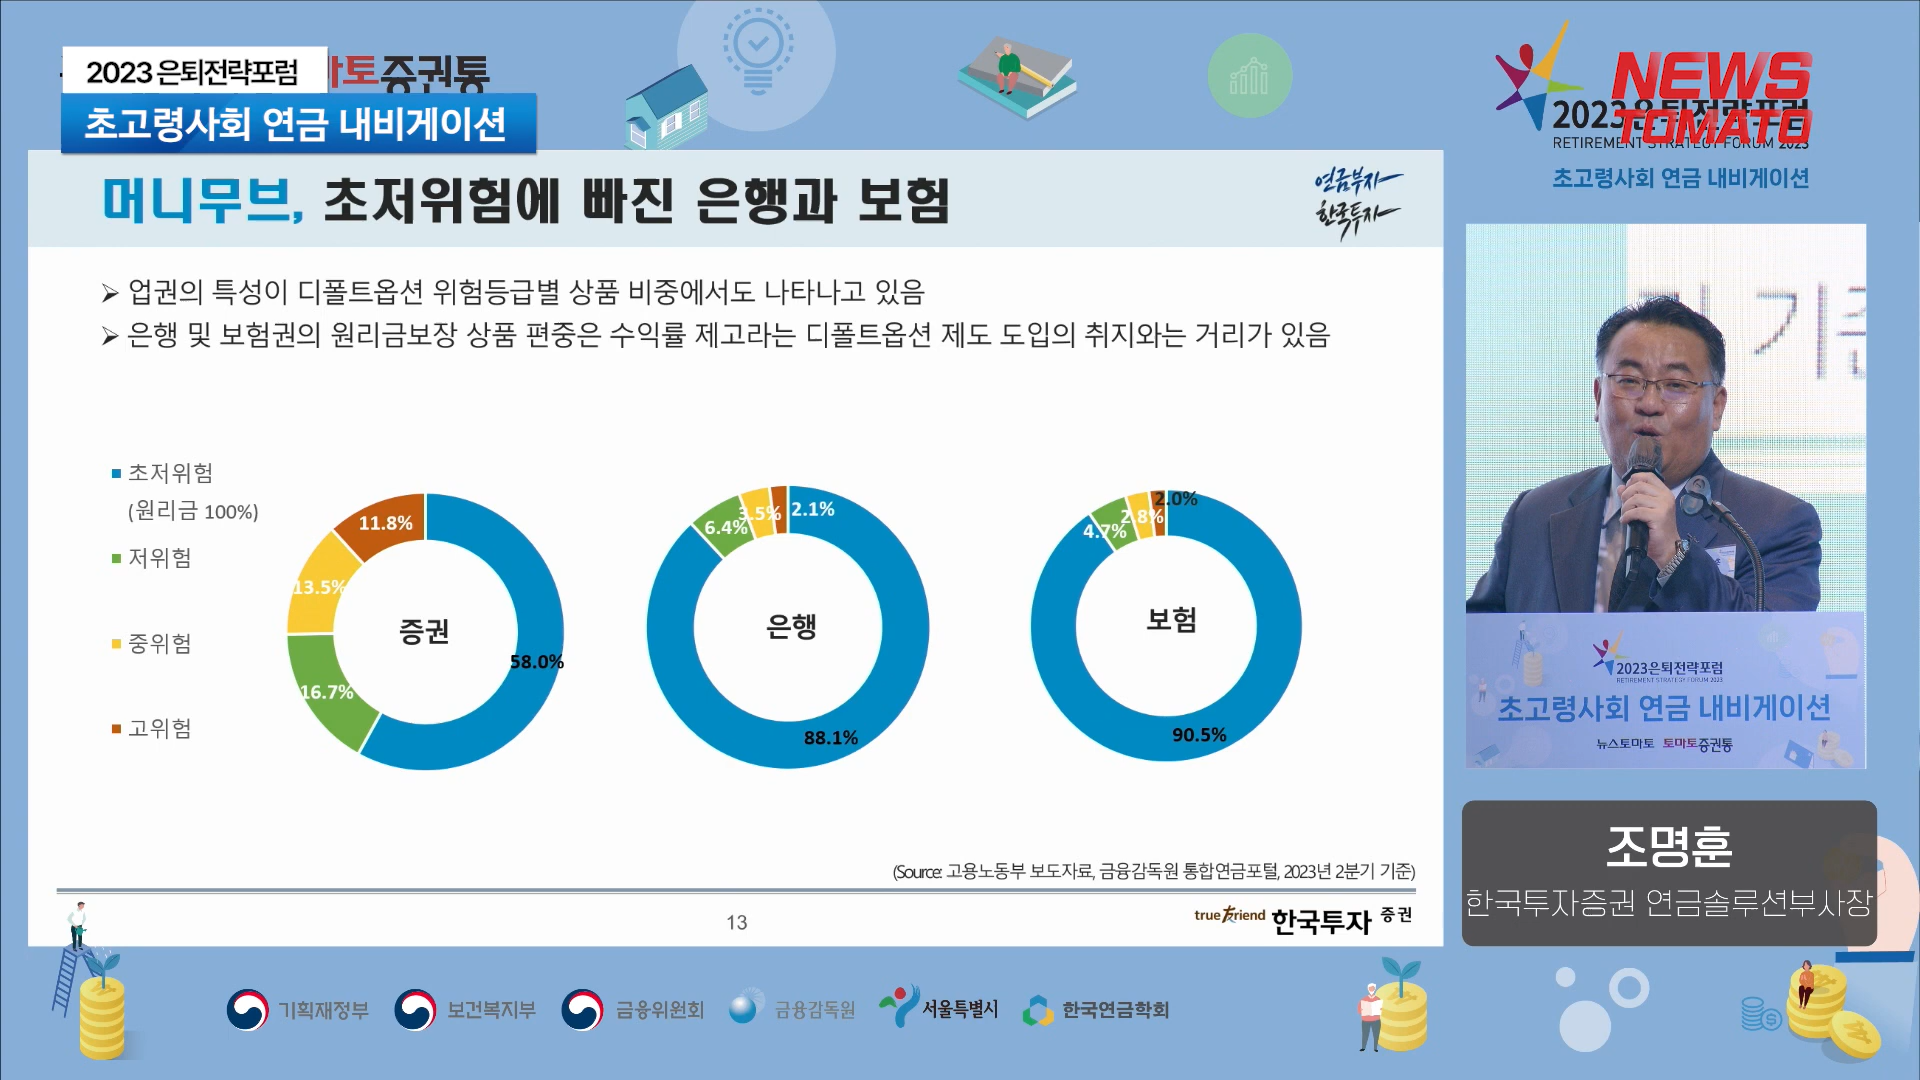 2023 은퇴전략포럼
토증권통
초고령사회 연금 내비게이션
NEWS
TOMATO
2023은퇴전략포럼
RETIREMENT STRATEGY FORUM 2023
초고령사회 연금 내비게이션
머니무브, 초저위험에 빠진 은행과 보험
연금부자
한국투자
➢ 업권의 특성이 디폴트옵션 위험등급별 상품 비중에서도 나타나고 있음
➢ 은행 및 보험권의 원리금보장 상품 편중은 수익률 제고라는 디폴트옵션 제도 도입의 취지와는 거리가 있음
초저위험
(원리금 100%)
저위험
중위험
고위험
11.8%
13.5%
16.7%
58.0%
증권
6.4%
3.5%
2.1%
88.1%
은행
4.7%
2.8%
2.0%
90.5%
보험
(Source: 고용노동부 보도자료, 금융감독원 통합연금포털, 2023년 2분기 기준)
13
true friend 한국투자 증권
2023은퇴전략포럼
RETIREMENT STRATEGY FORUM 2023
초고령사회 연금 내비게이션
뉴스토마토 토마토증권통
조명훈
한국투자증권 연금솔루션부사장
기획재정부
보건복지부
금융위원회
금융감독원
서울특별시
한국연금학회